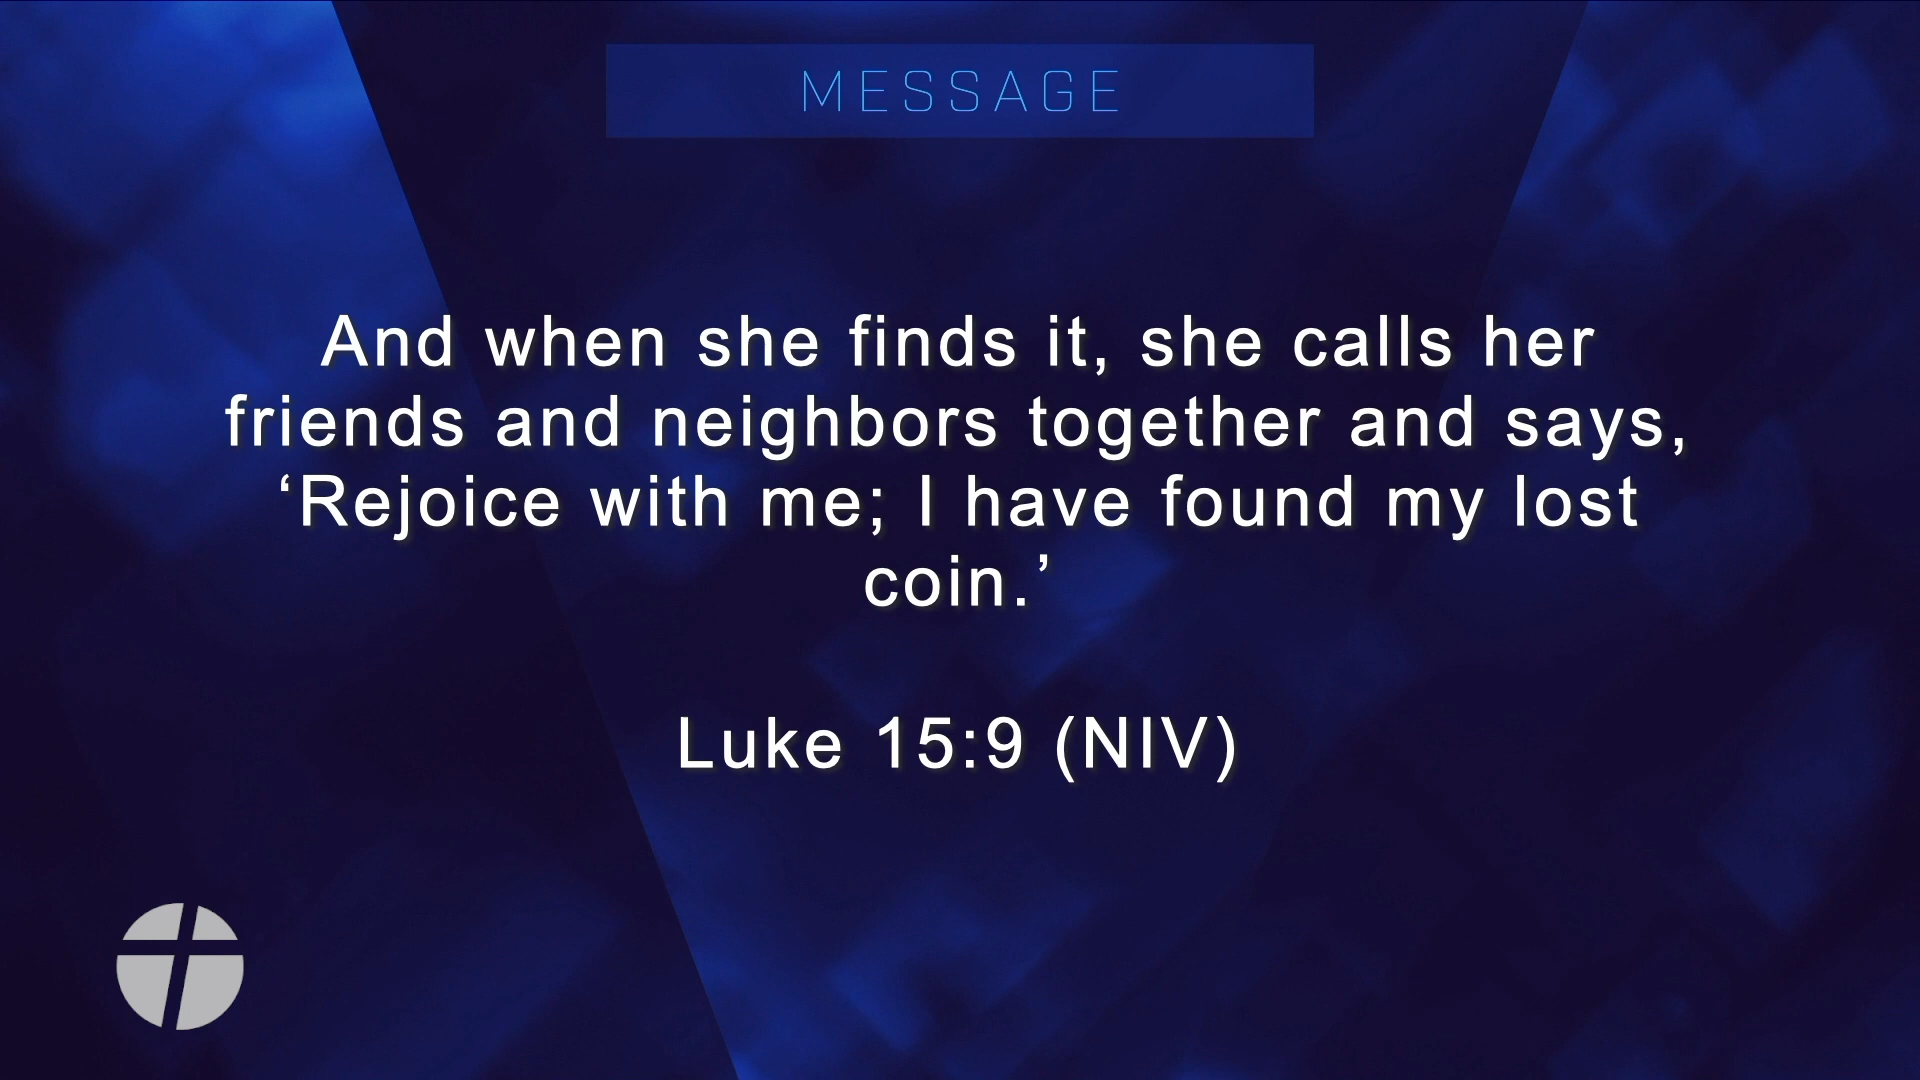 MESSAGE
And when she finds it, she calls her
friends and neighbors together and says,
‘Rejoice with me; I have found my lost
coin.’
Luke 15:9 (NIV)